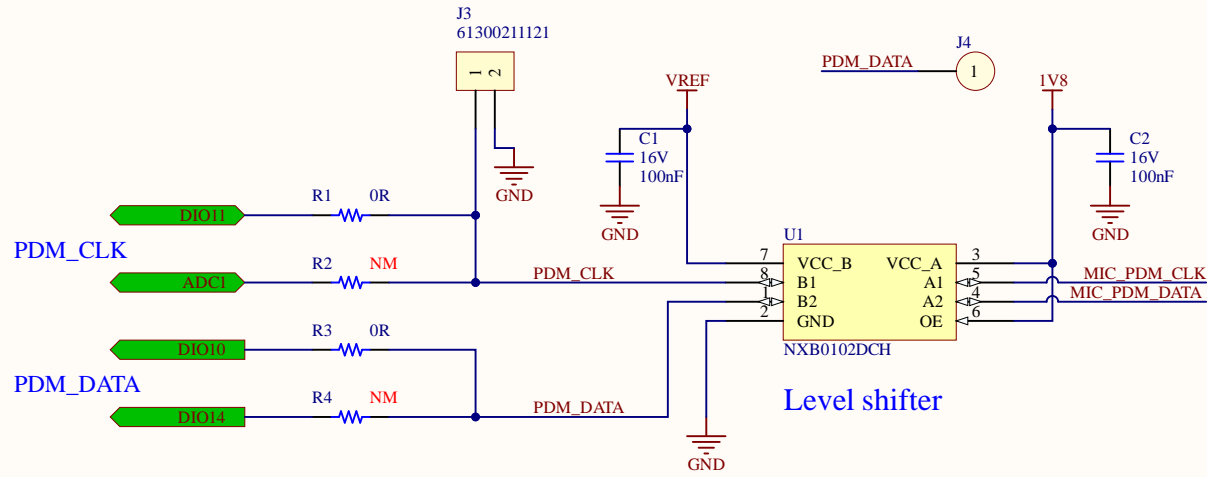 J3
61300211121
1 2
GND
PDM_DATA
J4
1
VREF
C1
16V
100nF
GND
1V8
C2
16V
100nF
GND
DIO11
R1 0R
PDM_CLK
ADC1
R2 NM
PDM_CLK
DIO10
R3 0R
PDM_DATA
DIO14
R4 NM
PDM_DATA
U1
7 VCC_B VCC_A 3
8 B1 A1 5
1 B2 A2 4
2 GND OE 6
NXB0102DCH
MIC_PDM_CLK
MIC_PDM_DATA
Level shifter
GND